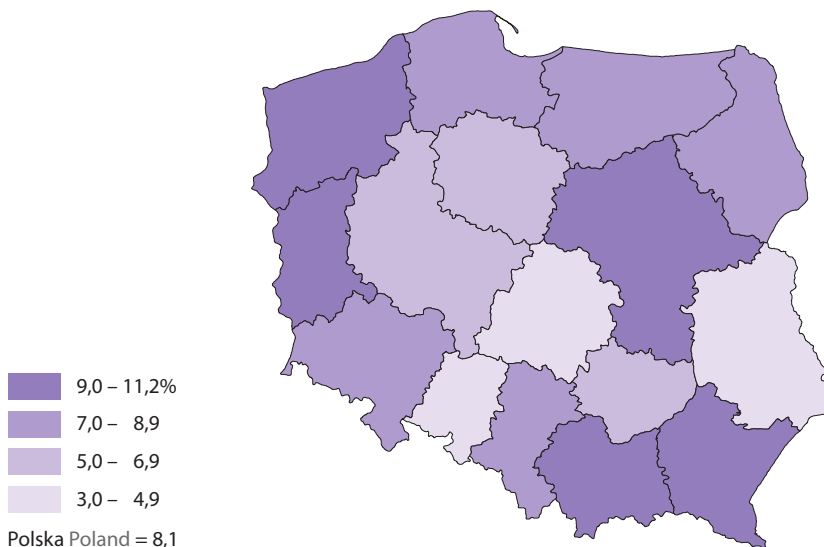 9,0 – 11,2%
7,0 – 8,9
5,0 – 6,9
3,0 – 4,9
Polska Poland = 8,1